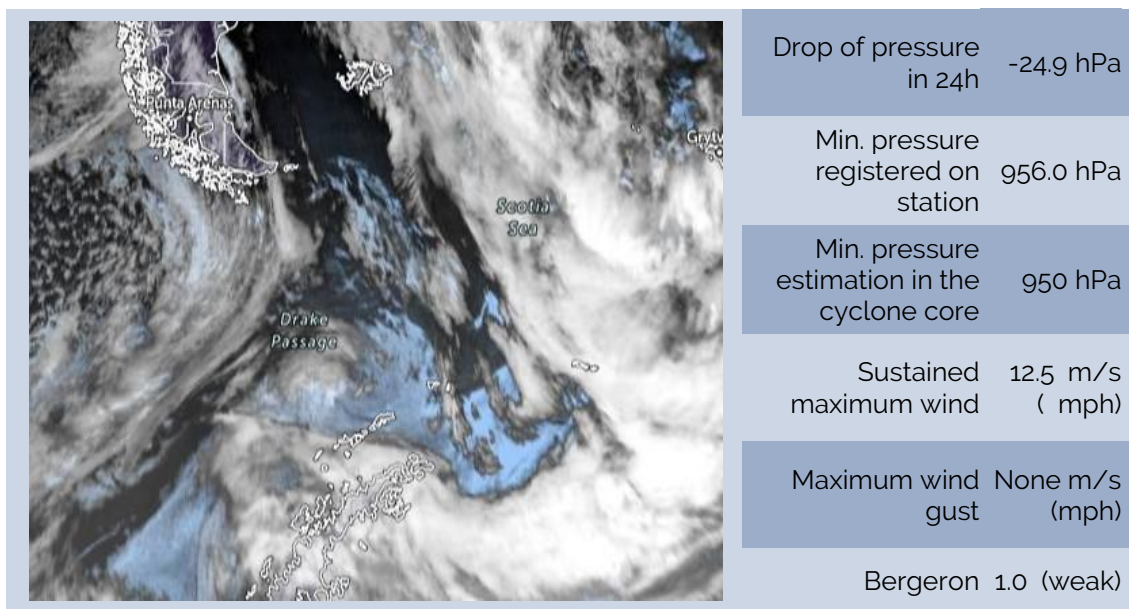 Punta Arenas
Scotia
Sea
Drake
Passage
Drop of pressure
in 24h
-24.9 hPa
Min. pressure
registered on
station
956.0 hPa
Min. pressure
estimation in the
cyclone core
950 hPa
Sustained
maximum wind
12.5 m/s
( mph)
Maximum wind
gust
None m/s
(mph)
Bergeron
1.0 (weak)